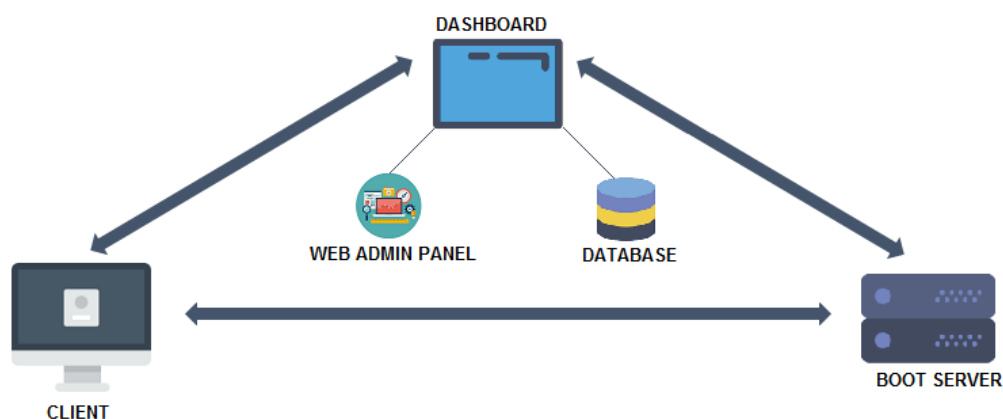 DASHBOARD
WEB ADMIN PANEL
DATABASE
BOOT SERVER
CLIENT